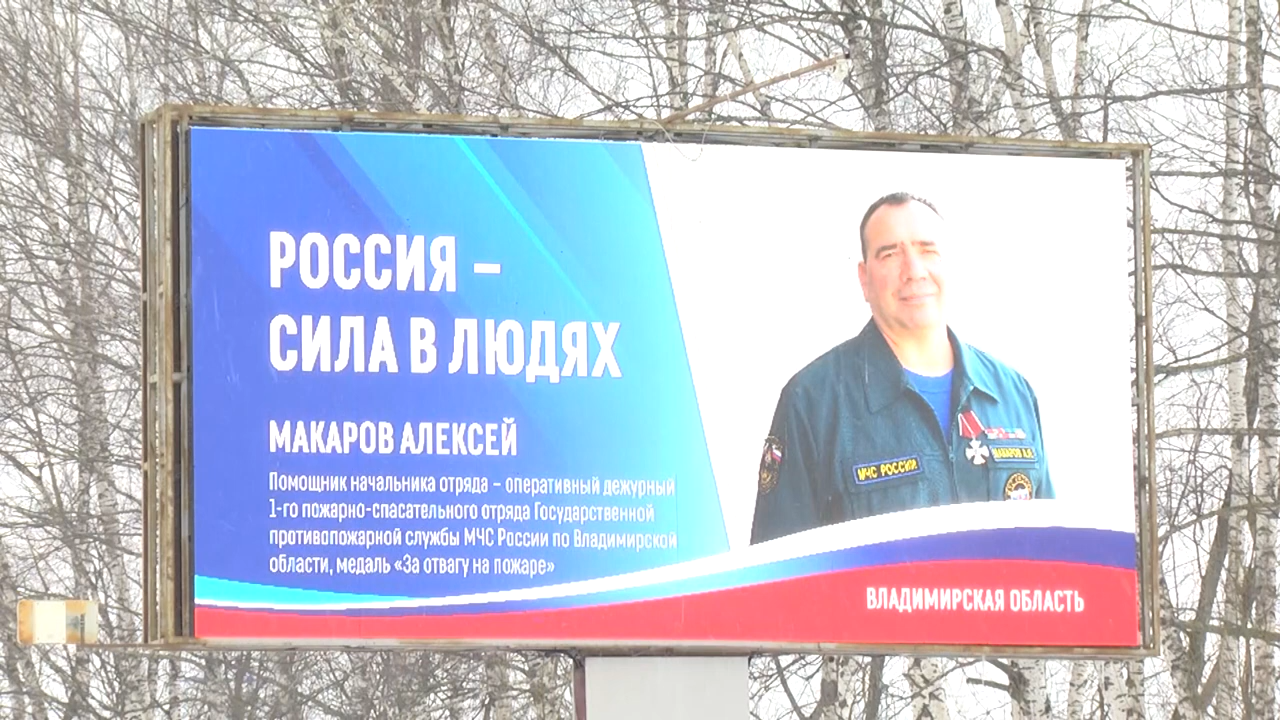 РОССИЯ –
СИЛА В ЛЮДЯХ
МАКАРОВ АЛЕКСЕЙ
Помощник начальника отряда – оперативный дежурный
1-го пожарно-спасательного отряда Государственной
противопожарной службы МЧС России по Владимирской
области, медаль «За отвагу на пожаре»
МЧС РОССИИ
МАКАРОВ А.Н.
ВЛАДИМИРСКАЯ ОБЛАСТЬ